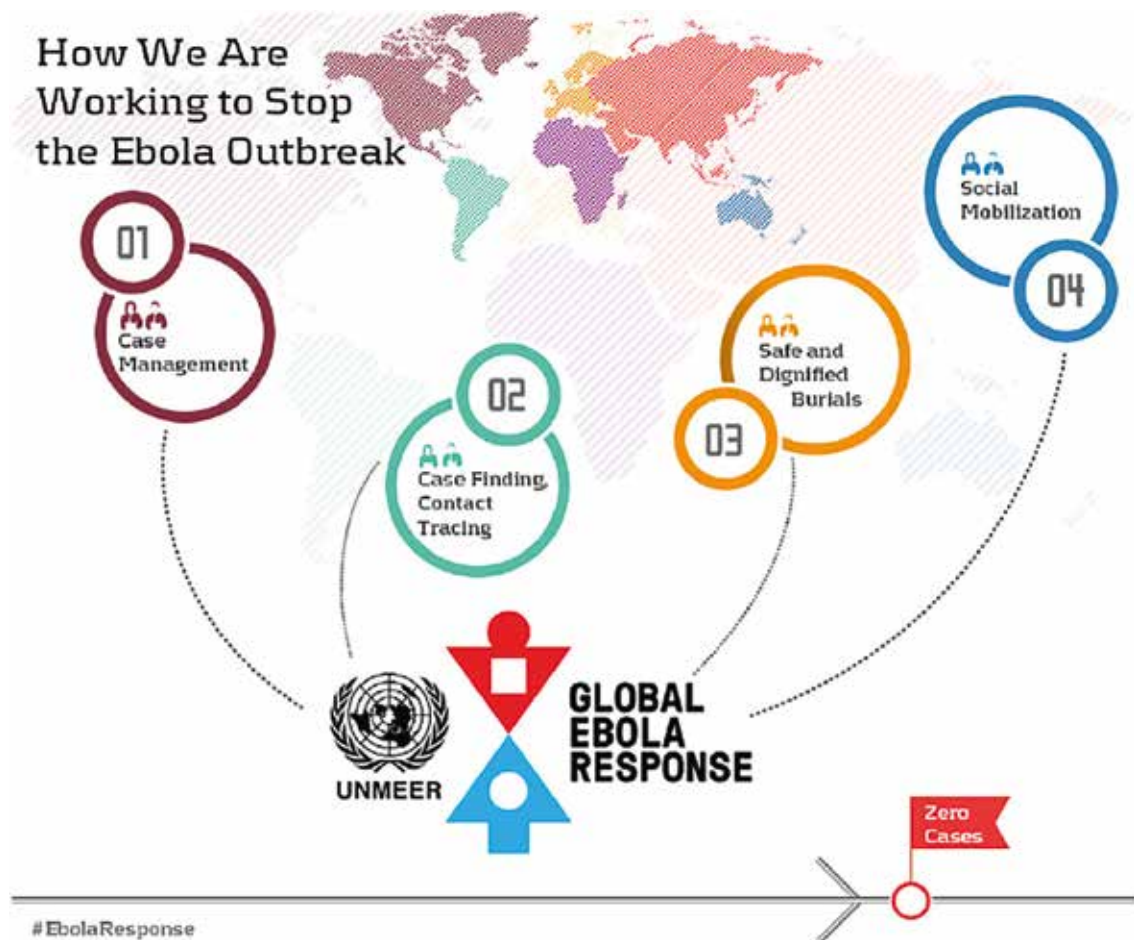 How We Are
Working to Stop
the Ebola Outbreak
01
Case
Management
02
Case Finding,
Contact
Tracing
03
Safe and
Dignified
Burials
04
Social
Mobilization
UNMEER
GLOBAL
EBOLA
RESPONSE
Zero
Cases
#EbolaResponse